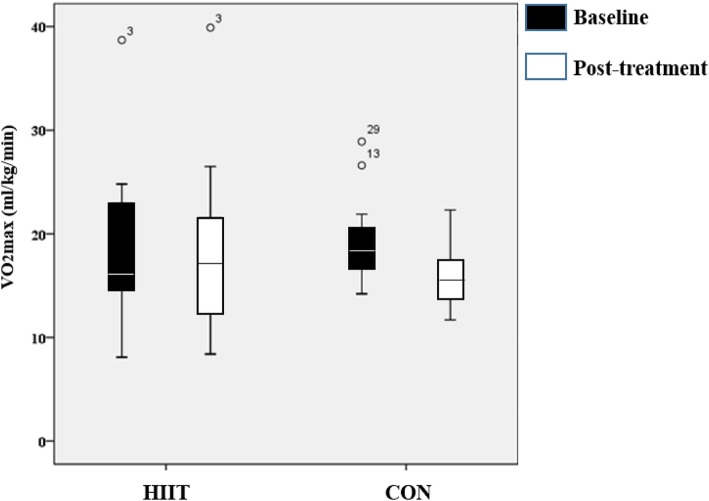 Baseline
Post-treatment
VO2max (ml/kg/min)
40
30
20
10
0
3
3
29
13
HIIT
CON